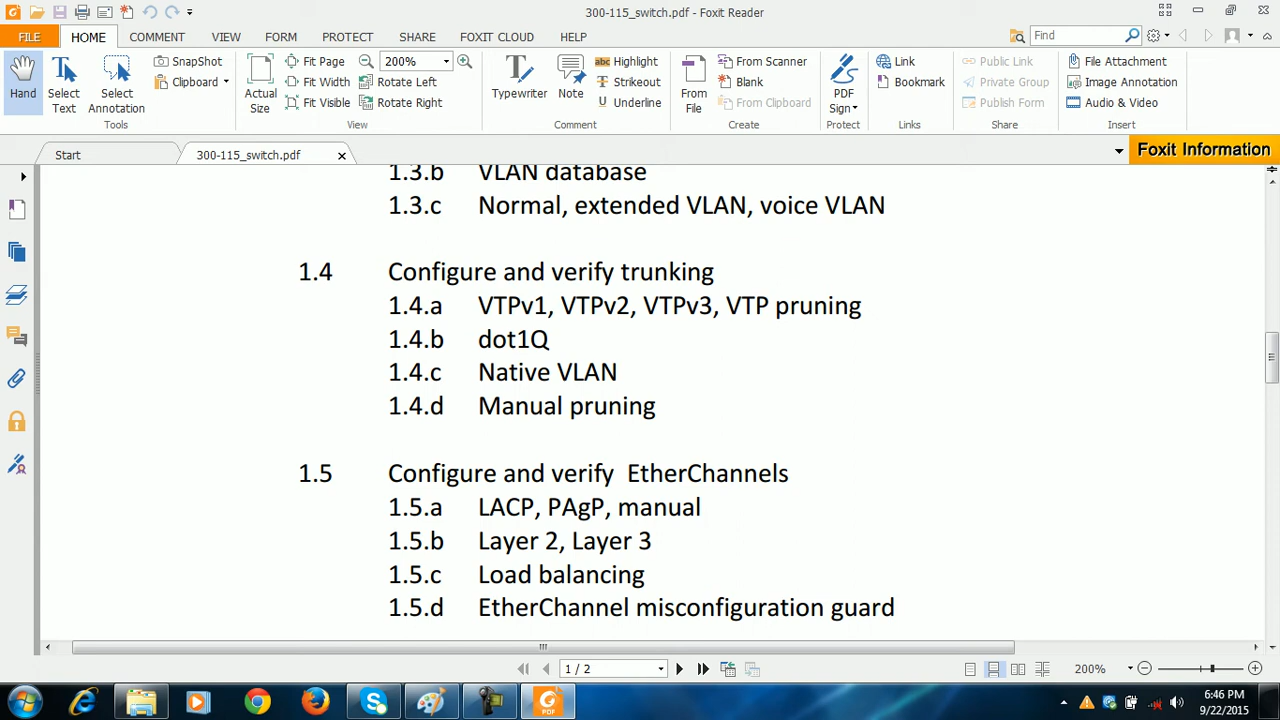 300-115_switch.pdf - Foxit Reader
FILE HOME COMMENT VIEW FORM PROTECT SHARE FOXIT CLOUD HELP Find
Hand
Select Text
Select Annotation
SnapShot
Clipboard
Tools
Actual Size
Fit Page
Fit Width
Fit Visible
200%
Rotate Left
Rotate Right
View
Typewriter
Note
Highlight
Strikeout
Underline
Comment
From File
From Scanner
Blank
From Clipboard
Create
PDF Sign
Protect
Link
Bookmark
Links
Public Link
Private Group
Publish Form
Share
File Attachment
Image Annotation
Audio & Video
Insert
Start 300-115_switch.pdf Foxit Information
1.3.b VLAN database
1.3.c Normal, extended VLAN, voice VLAN
1.4 Configure and verify trunking
1.4.a VTPv1, VTPv2, VTPv3, VTP pruning
1.4.b dot1Q
1.4.c Native VLAN
1.4.d Manual pruning
1.5 Configure and verify EtherChannels
1.5.a LACP, PAgP, manual
1.5.b Layer 2, Layer 3
1.5.c Load balancing
1.5.d EtherChannel misconfiguration guard
1 / 2 200%
6:46 PM
9/22/2015